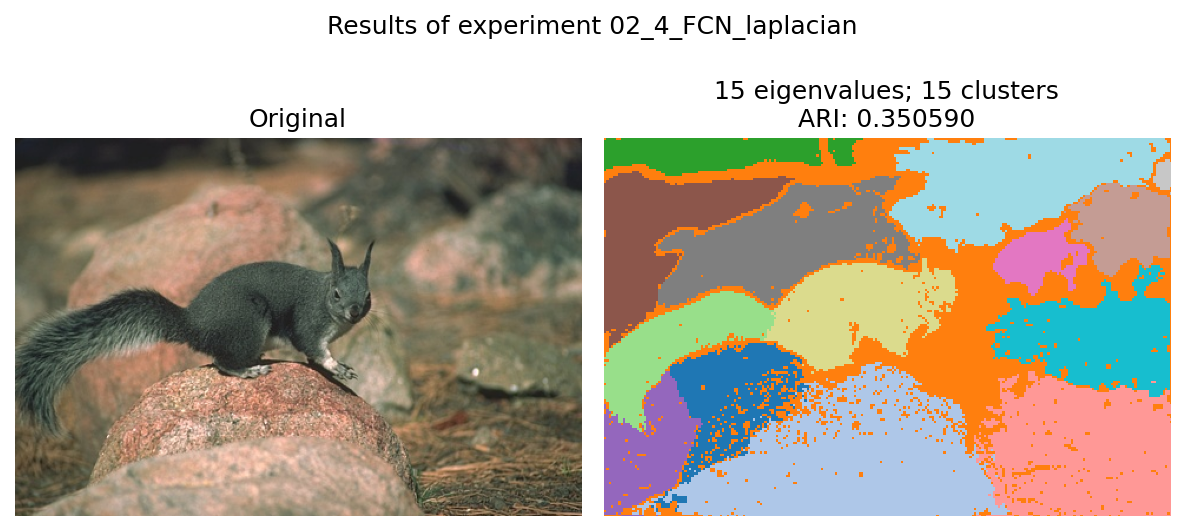 Results of experiment 02_4_FCN_laplacian
Original
15 eigenvalues; 15 clusters
ARI: 0.350590